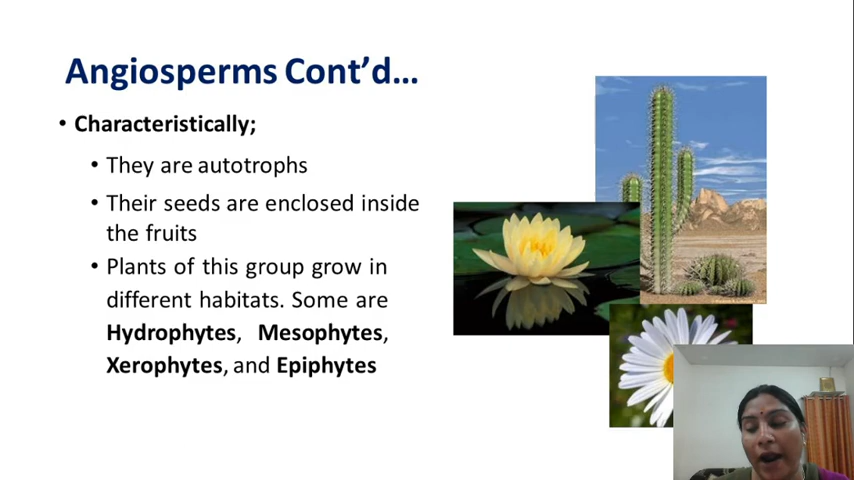 Angiosperms Cont’d…
• Characteristically;
• They are autotrophs
• Their seeds are enclosed inside
the fruits
• Plants of this group grow in
different habitats. Some are
Hydrophytes, Mesophytes,
Xerophytes, and Epiphytes